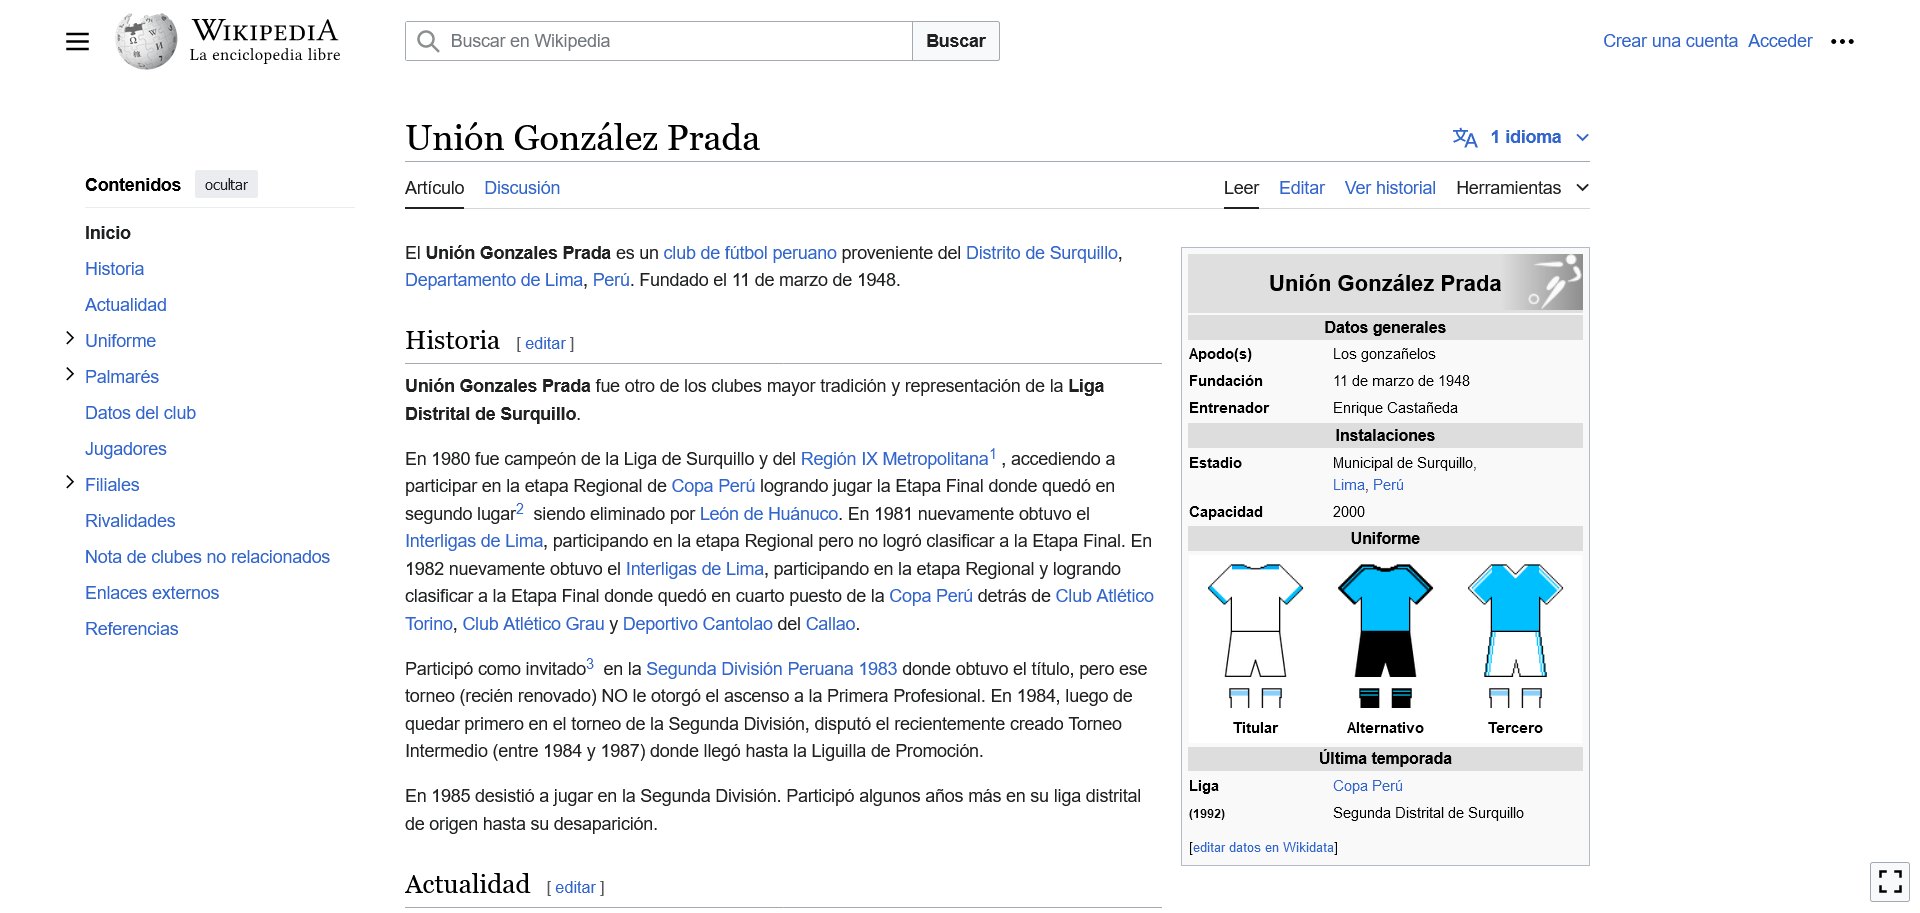 WIKIPEDIA
La enciclopedia libre
Buscar en Wikipedia
Buscar
Crear una cuenta Acceder
Contenidos ocultar
Inicio
Historia
Actualidad
Uniforme
Palmarés
Datos del club
Jugadores
Filiales
Rivalidades
Nota de clubes no relacionados
Enlaces externos
Referencias
Unión González Prada
1 idioma
Artículo Discusión
Leer Editar Ver historial Herramientas
El Unión Gonzales Prada es un club de fútbol peruano proveniente del Distrito de Surquillo,
Departamento de Lima, Perú. Fundado el 11 de marzo de 1948.
Historia [ editar ]
Unión Gonzales Prada fue otro de los clubes mayor tradición y representación de la Liga
Distrital de Surquillo.
En 1980 fue campeón de la Liga de Surquillo y del Región IX Metropolitana1 , accediendo a
participar en la etapa Regional de Copa Perú logrando jugar la Etapa Final donde quedó en
segundo lugar2 siendo eliminado por León de Huánuco. En 1981 nuevamente obtuvo el
Interligas de Lima, participando en la etapa Regional pero no logró clasificar a la Etapa Final. En
1982 nuevamente obtuvo el Interligas de Lima, participando en la etapa Regional y logrando
clasificar a la Etapa Final donde quedó en cuarto puesto de la Copa Perú detrás de Club Atlético
Torino, Club Atlético Grau y Deportivo Cantolao del Callao.
Participó como invitado3 en la Segunda División Peruana 1983 donde obtuvo el título, pero ese
torneo (recién renovado) NO le otorgó el ascenso a la Primera Profesional. En 1984, luego de
quedar primero en el torneo de la Segunda División, disputó el recientemente creado Torneo
Intermedio (entre 1984 y 1987) donde llegó hasta la Liguilla de Promoción.
En 1985 desistió a jugar en la Segunda División. Participó algunos años más en su liga distrital
de origen hasta su desaparición.
Actualidad [ editar ]
Unión González Prada
Datos generales
Apodo(s) Los gonzañelos
Fundación 11 de marzo de 1948
Entrenador Enrique Castañeda
Instalaciones
Estadio Municipal de Surquillo,
Lima, Perú
Capacidad 2000
Uniforme
Titular Alternativo Tercero
Última temporada
Liga Copa Perú
(1992) Segunda Distrital de Surquillo
[editar datos en Wikidata]